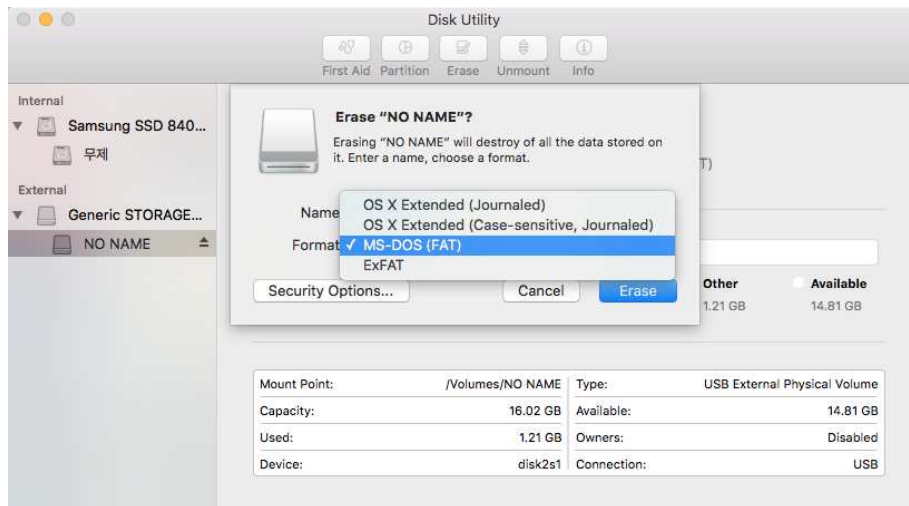 Disk Utility
First Aid Partition Erase Unmount Info
Internal
Samsung SSD 840...
무제
External
Generic STORAGE...
NO NAME
Erase “NO NAME”?
Erasing “NO NAME” will destroy of all the data stored on
it. Enter a name, choose a format.
T)
Name
OS X Extended (Journaled)
OS X Extended (Case-sensitive, Journaled)
Format ✓ MS-DOS (FAT)
ExFAT
Security Options... Cancel Erase
Other Available
1.21 GB 14.81 GB
Mount Point: /Volumes/NO NAME Type: USB External Physical Volume
Capacity: 16.02 GB Available: 14.81 GB
Used: 1.21 GB Owners: Disabled
Device: disk2s1 Connection: USB